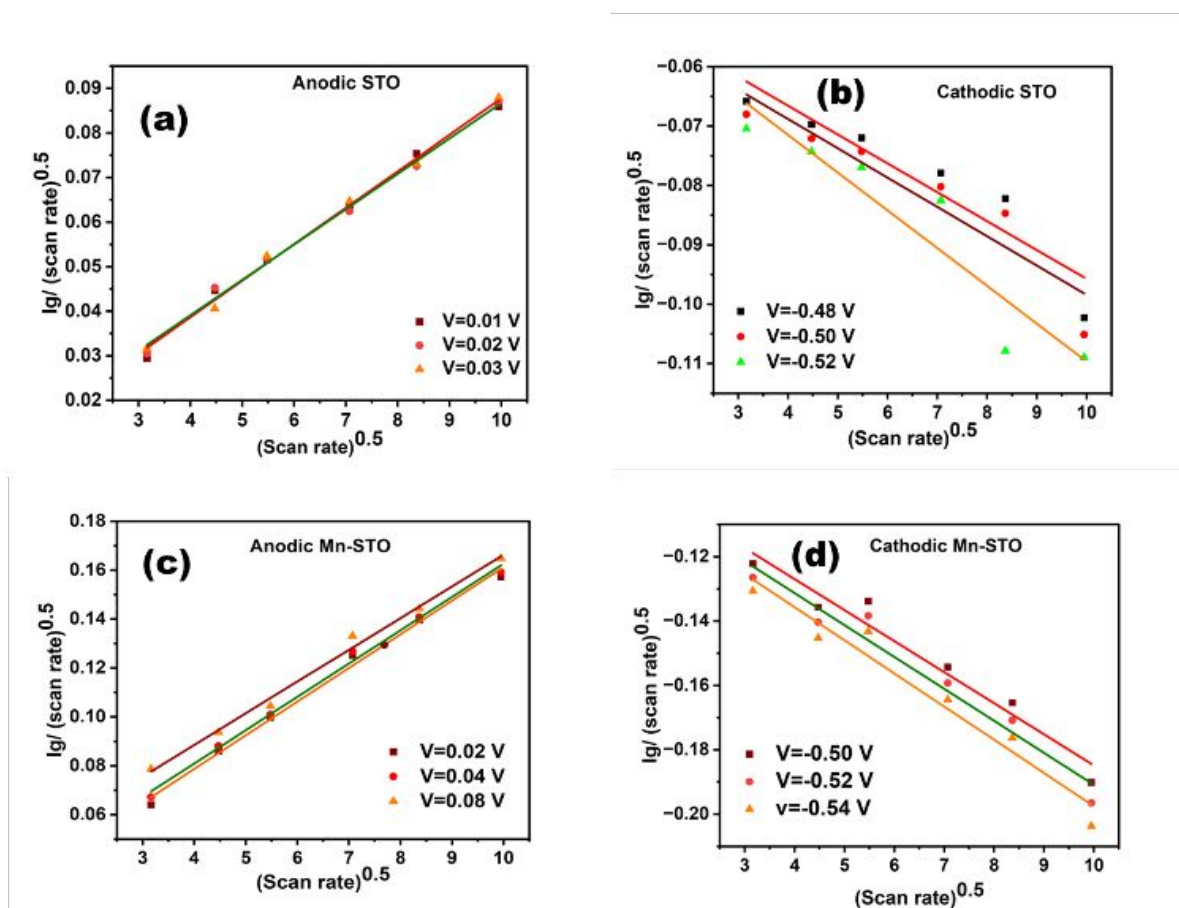 (a)
Anodic STO
0.09
0.08
0.07
0.06
0.05
0.04
0.03
0.02
Ig/ (scan rate)^0.5
V=0.01 V
V=0.02 V
V=0.03 V
3 4 5 6 7 8 9 10
(Scan rate)^0.5
(b)
Cathodic STO
−0.06
−0.07
−0.08
−0.09
−0.10
−0.11
Ig/ (scan rate)^0.5
V=-0.48 V
V=-0.50 V
V=-0.52 V
3 4 5 6 7 8 9 10
(Scan rate)^0.5
(c)
Anodic Mn-STO
0.18
0.16
0.14
0.12
0.10
0.08
0.06
Ig/ (scan rate)^0.5
V=0.02 V
V=0.04 V
V=0.08 V
3 4 5 6 7 8 9 10
(Scan rate)^0.5
(d)
Cathodic Mn-STO
−0.12
−0.14
−0.16
−0.18
−0.20
Ig/ (scan rate)^0.5
V=-0.50 V
V=-0.52 V
v=-0.54 V
3 4 5 6 7 8 9 10
(Scan rate)^0.5